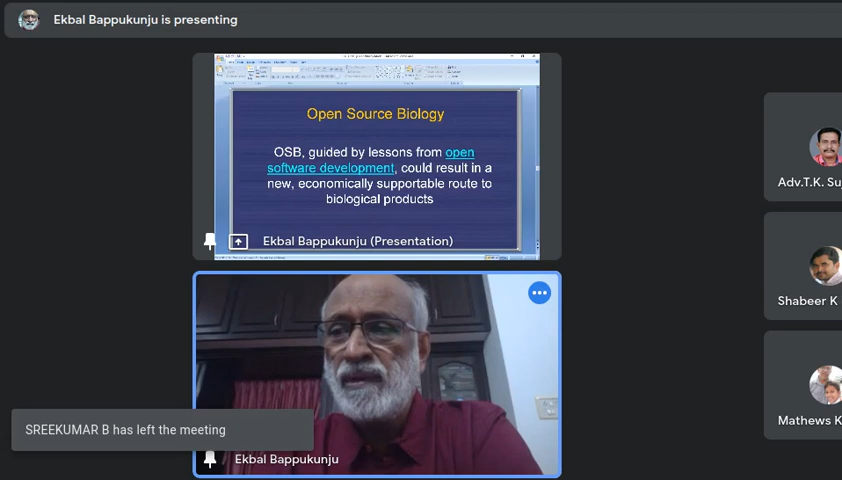 Ekbal Bappukunju is presenting
Open Source Biology
OSB, guided by lessons from open
software development, could result in a
new, economically supportable route to
biological products
Ekbal Bappukunju (Presentation)
Adv.T.K. Su
Shabeer K
Mathews K
SREEKUMAR B has left the meeting
Ekbal Bappukunju